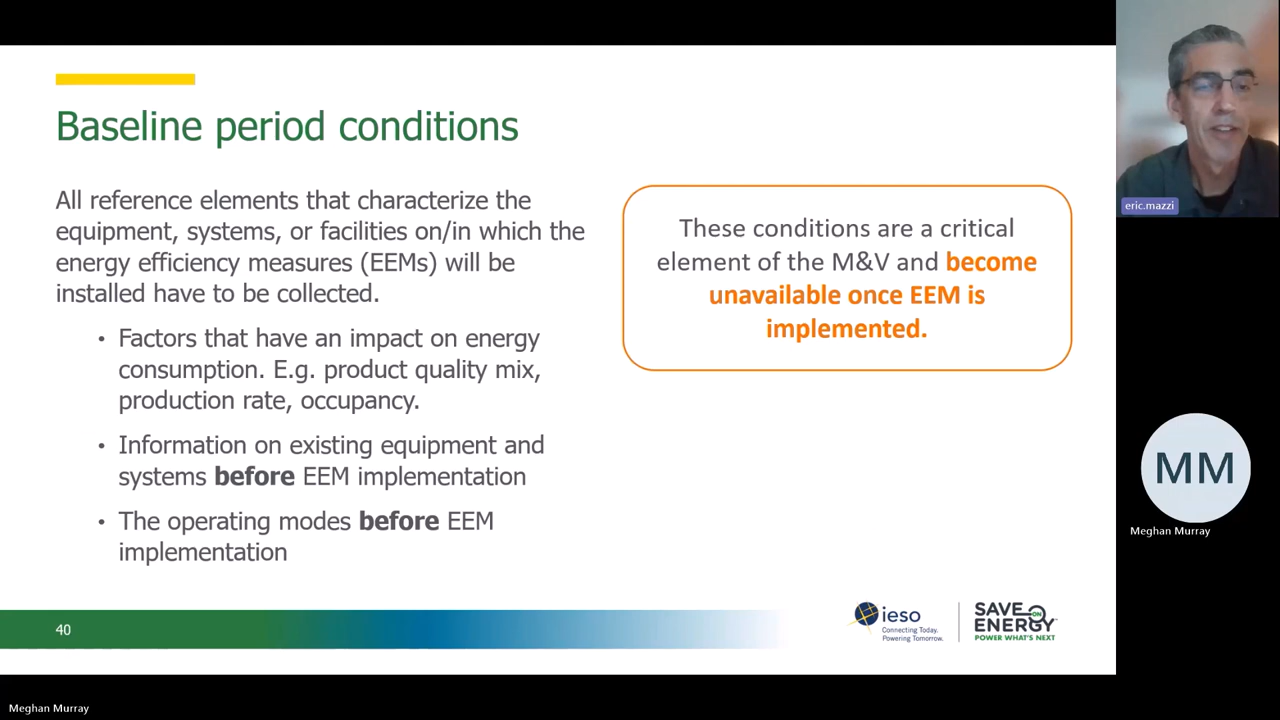 Baseline period conditions
All reference elements that characterize the
equipment, systems, or facilities on/in which the
energy efficiency measures (EEMs) will be
installed have to be collected.
• Factors that have an impact on energy
consumption. E.g. product quality mix,
production rate, occupancy.
• Information on existing equipment and
systems before EEM implementation
• The operating modes before EEM
implementation
These conditions are a critical
element of the M&V and become
unavailable once EEM is
implemented.
40
ieso
Connecting Today.
Powering Tomorrow.
SAVE ON
ENERGY
POWER WHAT'S NEXT
eric.mazzi
MM
Meghan Murray
Meghan Murray